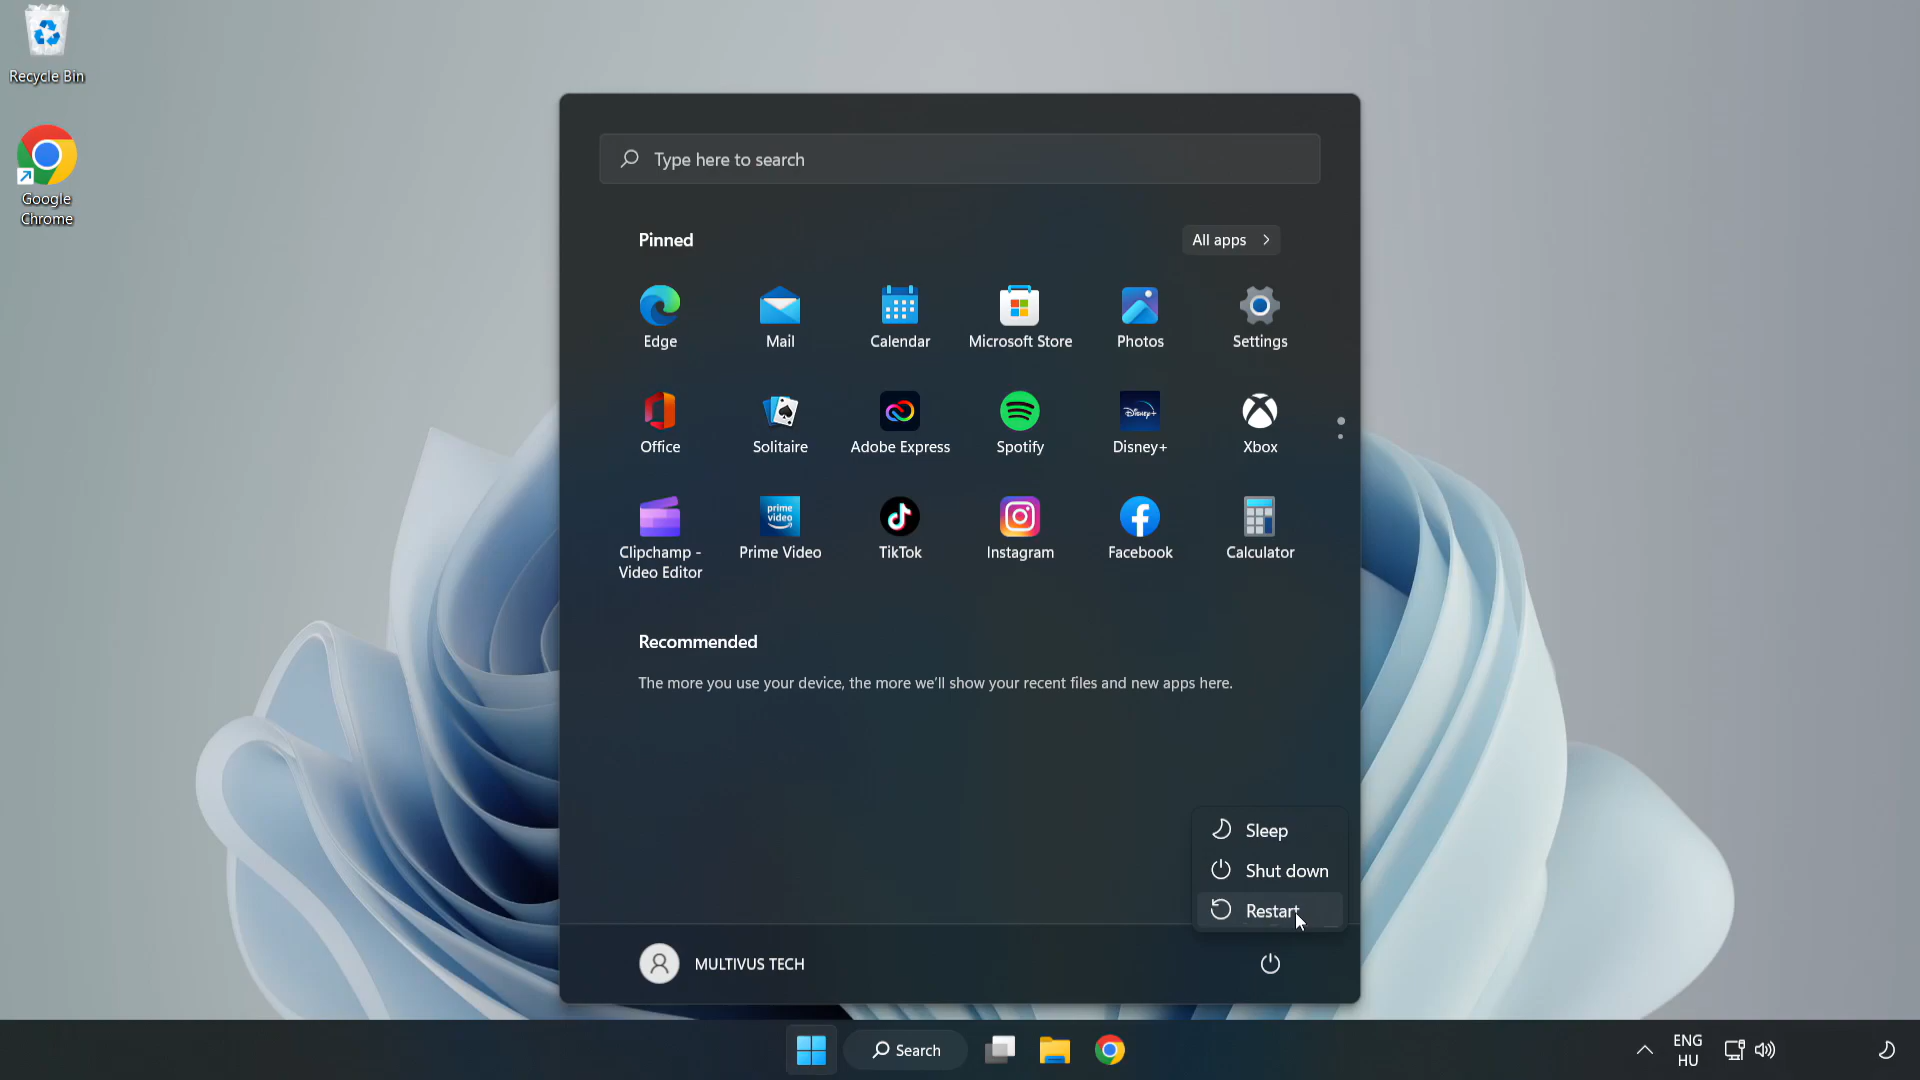 Recycle Bin
Google
Chrome
Type here to search
Pinned
All apps
Edge
Mail
Calendar
Microsoft Store
Photos
Settings
Office
Solitaire
Adobe Express
Spotify
Disney+
Disney+
Xbox
prime
video
Clipchamp -
Video Editor
Prime Video
TikTok
Instagram
Facebook
Calculator
Recommended
The more you use your device, the more we'll show your recent files and new apps here.
Sleep
Shut down
Restart
MULTIVUS TECH
Search
ENG
HU